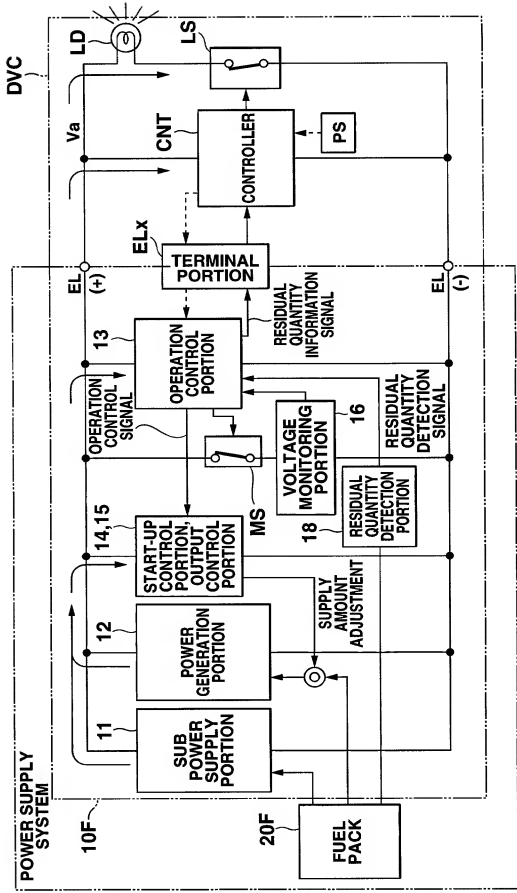 POWER SUPPLY
SYSTEM
10F
20F
FUEL
PACK
11
SUB
POWER
SUPPLY
PORTION
12
POWER
GENERATION
PORTION
SUPPLY
AMOUNT
ADJUSTMENT
14,15
START-UP
CONTROL
PORTION,
OUTPUT
CONTROL
PORTION
OPERATION
CONTROL
SIGNAL
MS
VOLTAGE
MONITORING
PORTION
16
18
RESIDUAL
QUANTITY
DETECTION
PORTION
RESIDUAL
QUANTITY
DETECTION
SIGNAL
13
OPERATION
CONTROL
PORTION
RESIDUAL
QUANTITY
INFORMATION
SIGNAL
EL
(+)
EL
(-)
ELx
TERMINAL
PORTION
DVC
Va
CNT
CONTROLLER
PS
LD
LS